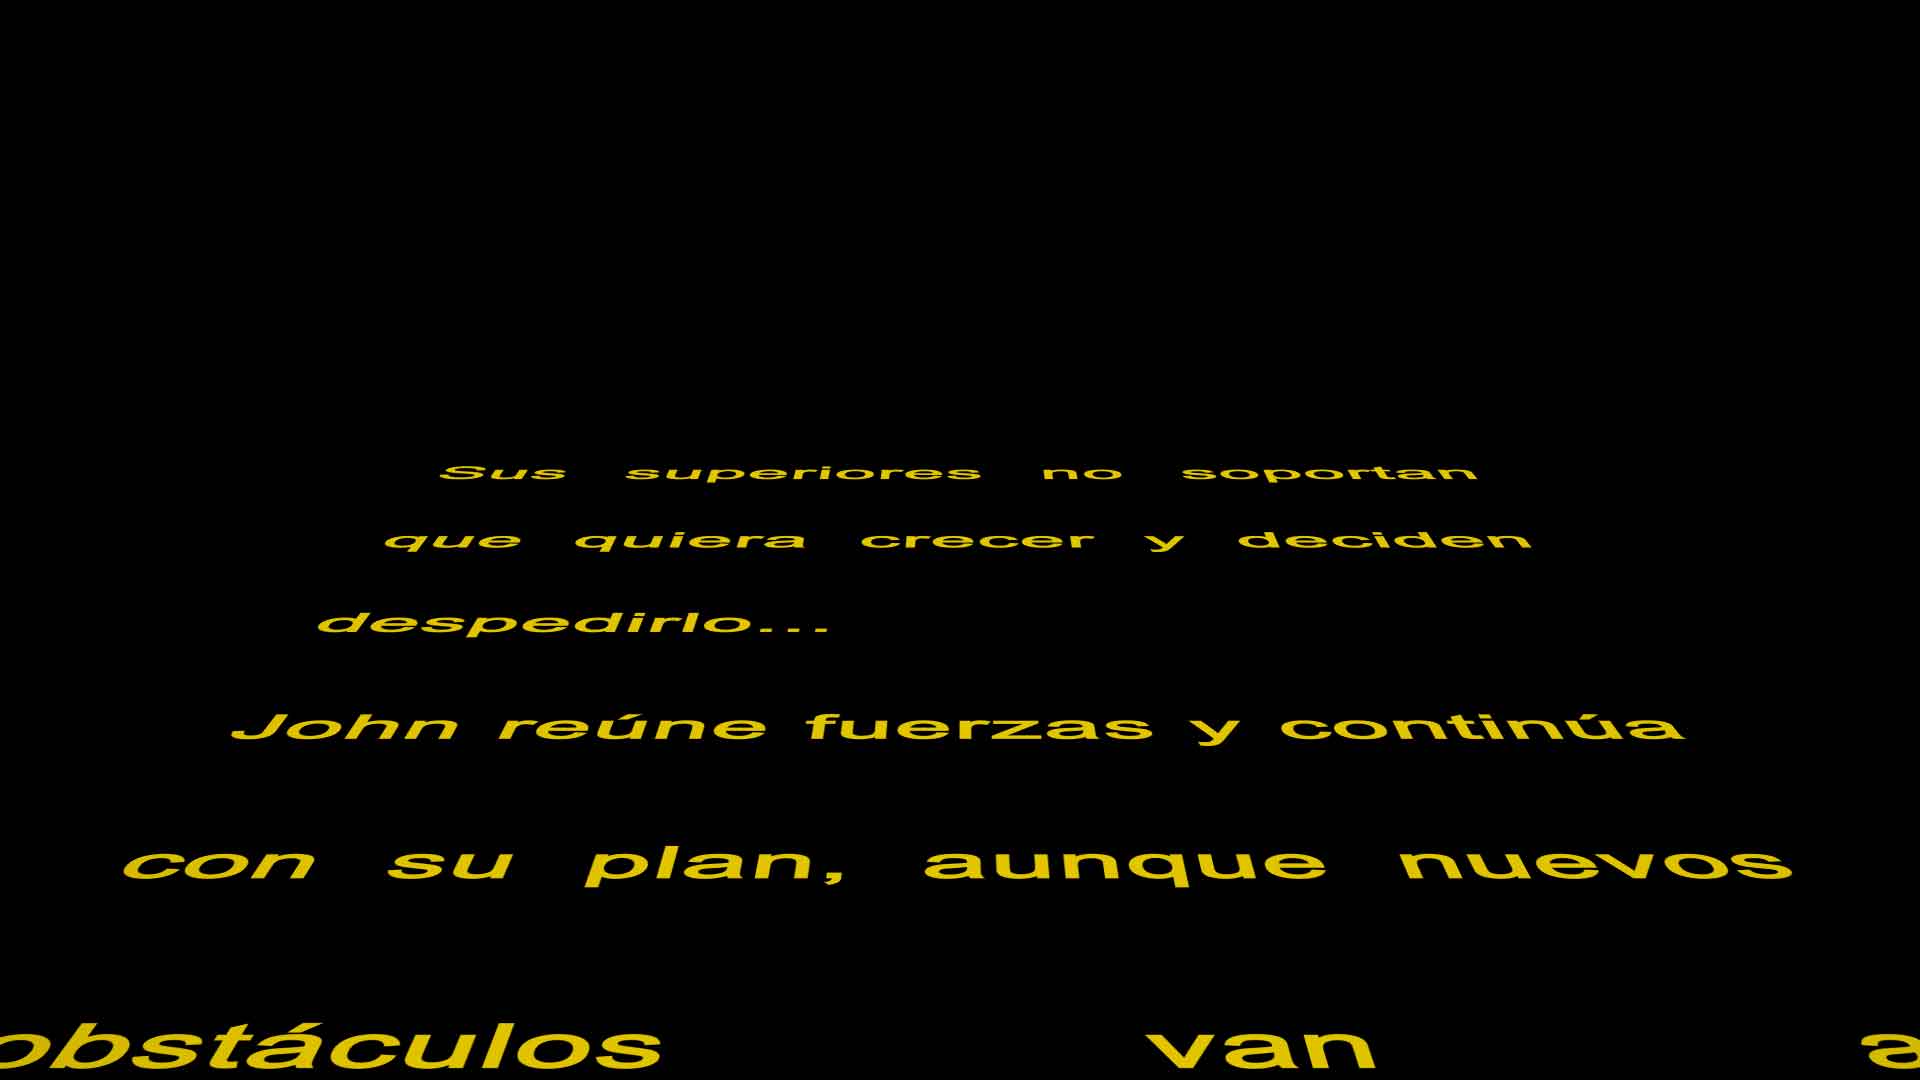 Sus superiores no soportan
que quiera crecer y deciden
despedirlo...
John reúne fuerzas y continúa
con su plan, aunque nuevos
obstáculos van a